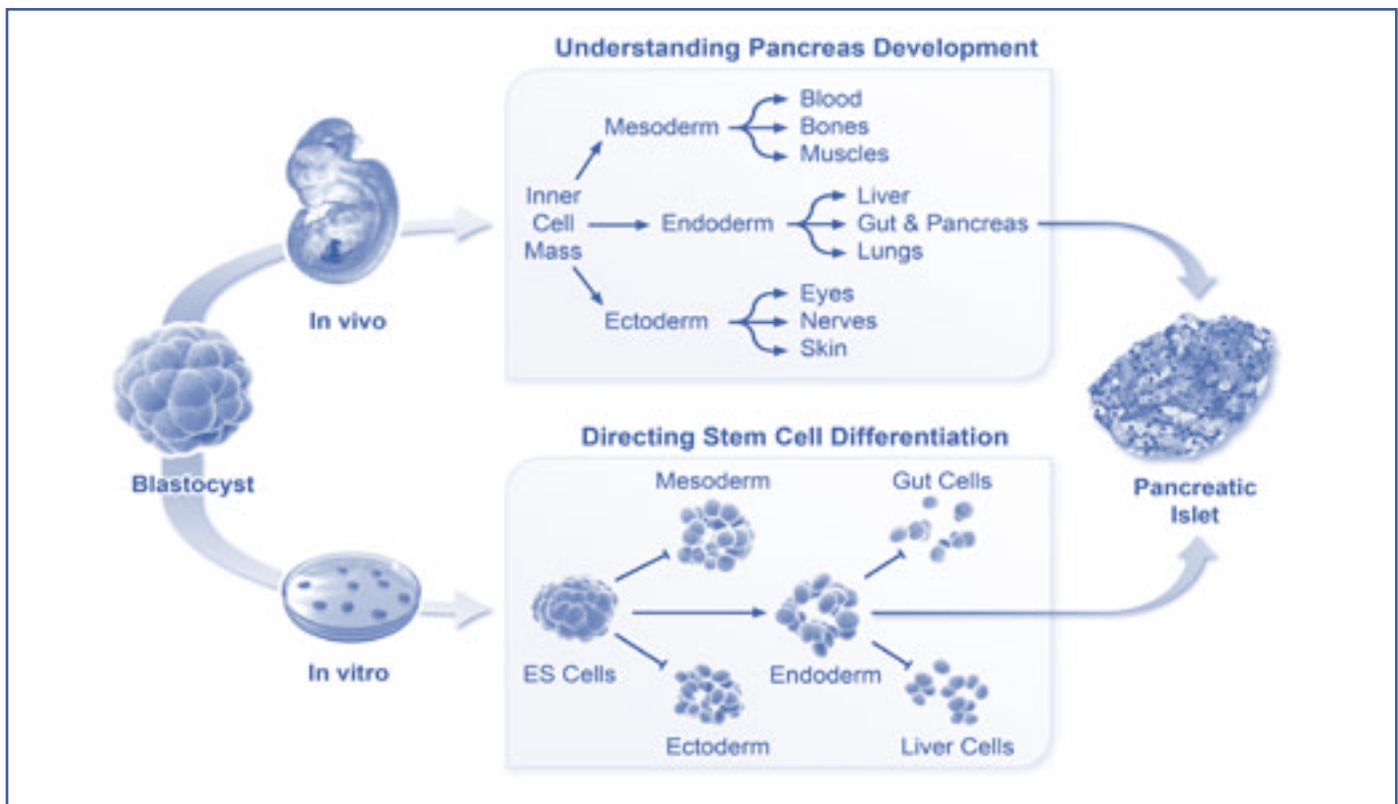 Understanding Pancreas Development
Blood
Mesoderm
Bones
Muscles
Inner
Cell
Mass
Liver
Endoderm
Gut & Pancreas
Lungs
Eyes
Ectoderm
Nerves
Skin
In vivo
Blastocyst
In vitro
Directing Stem Cell Differentiation
Mesoderm
Gut Cells
ES Cells
Endoderm
Ectoderm
Liver Cells
Pancreatic
Islet